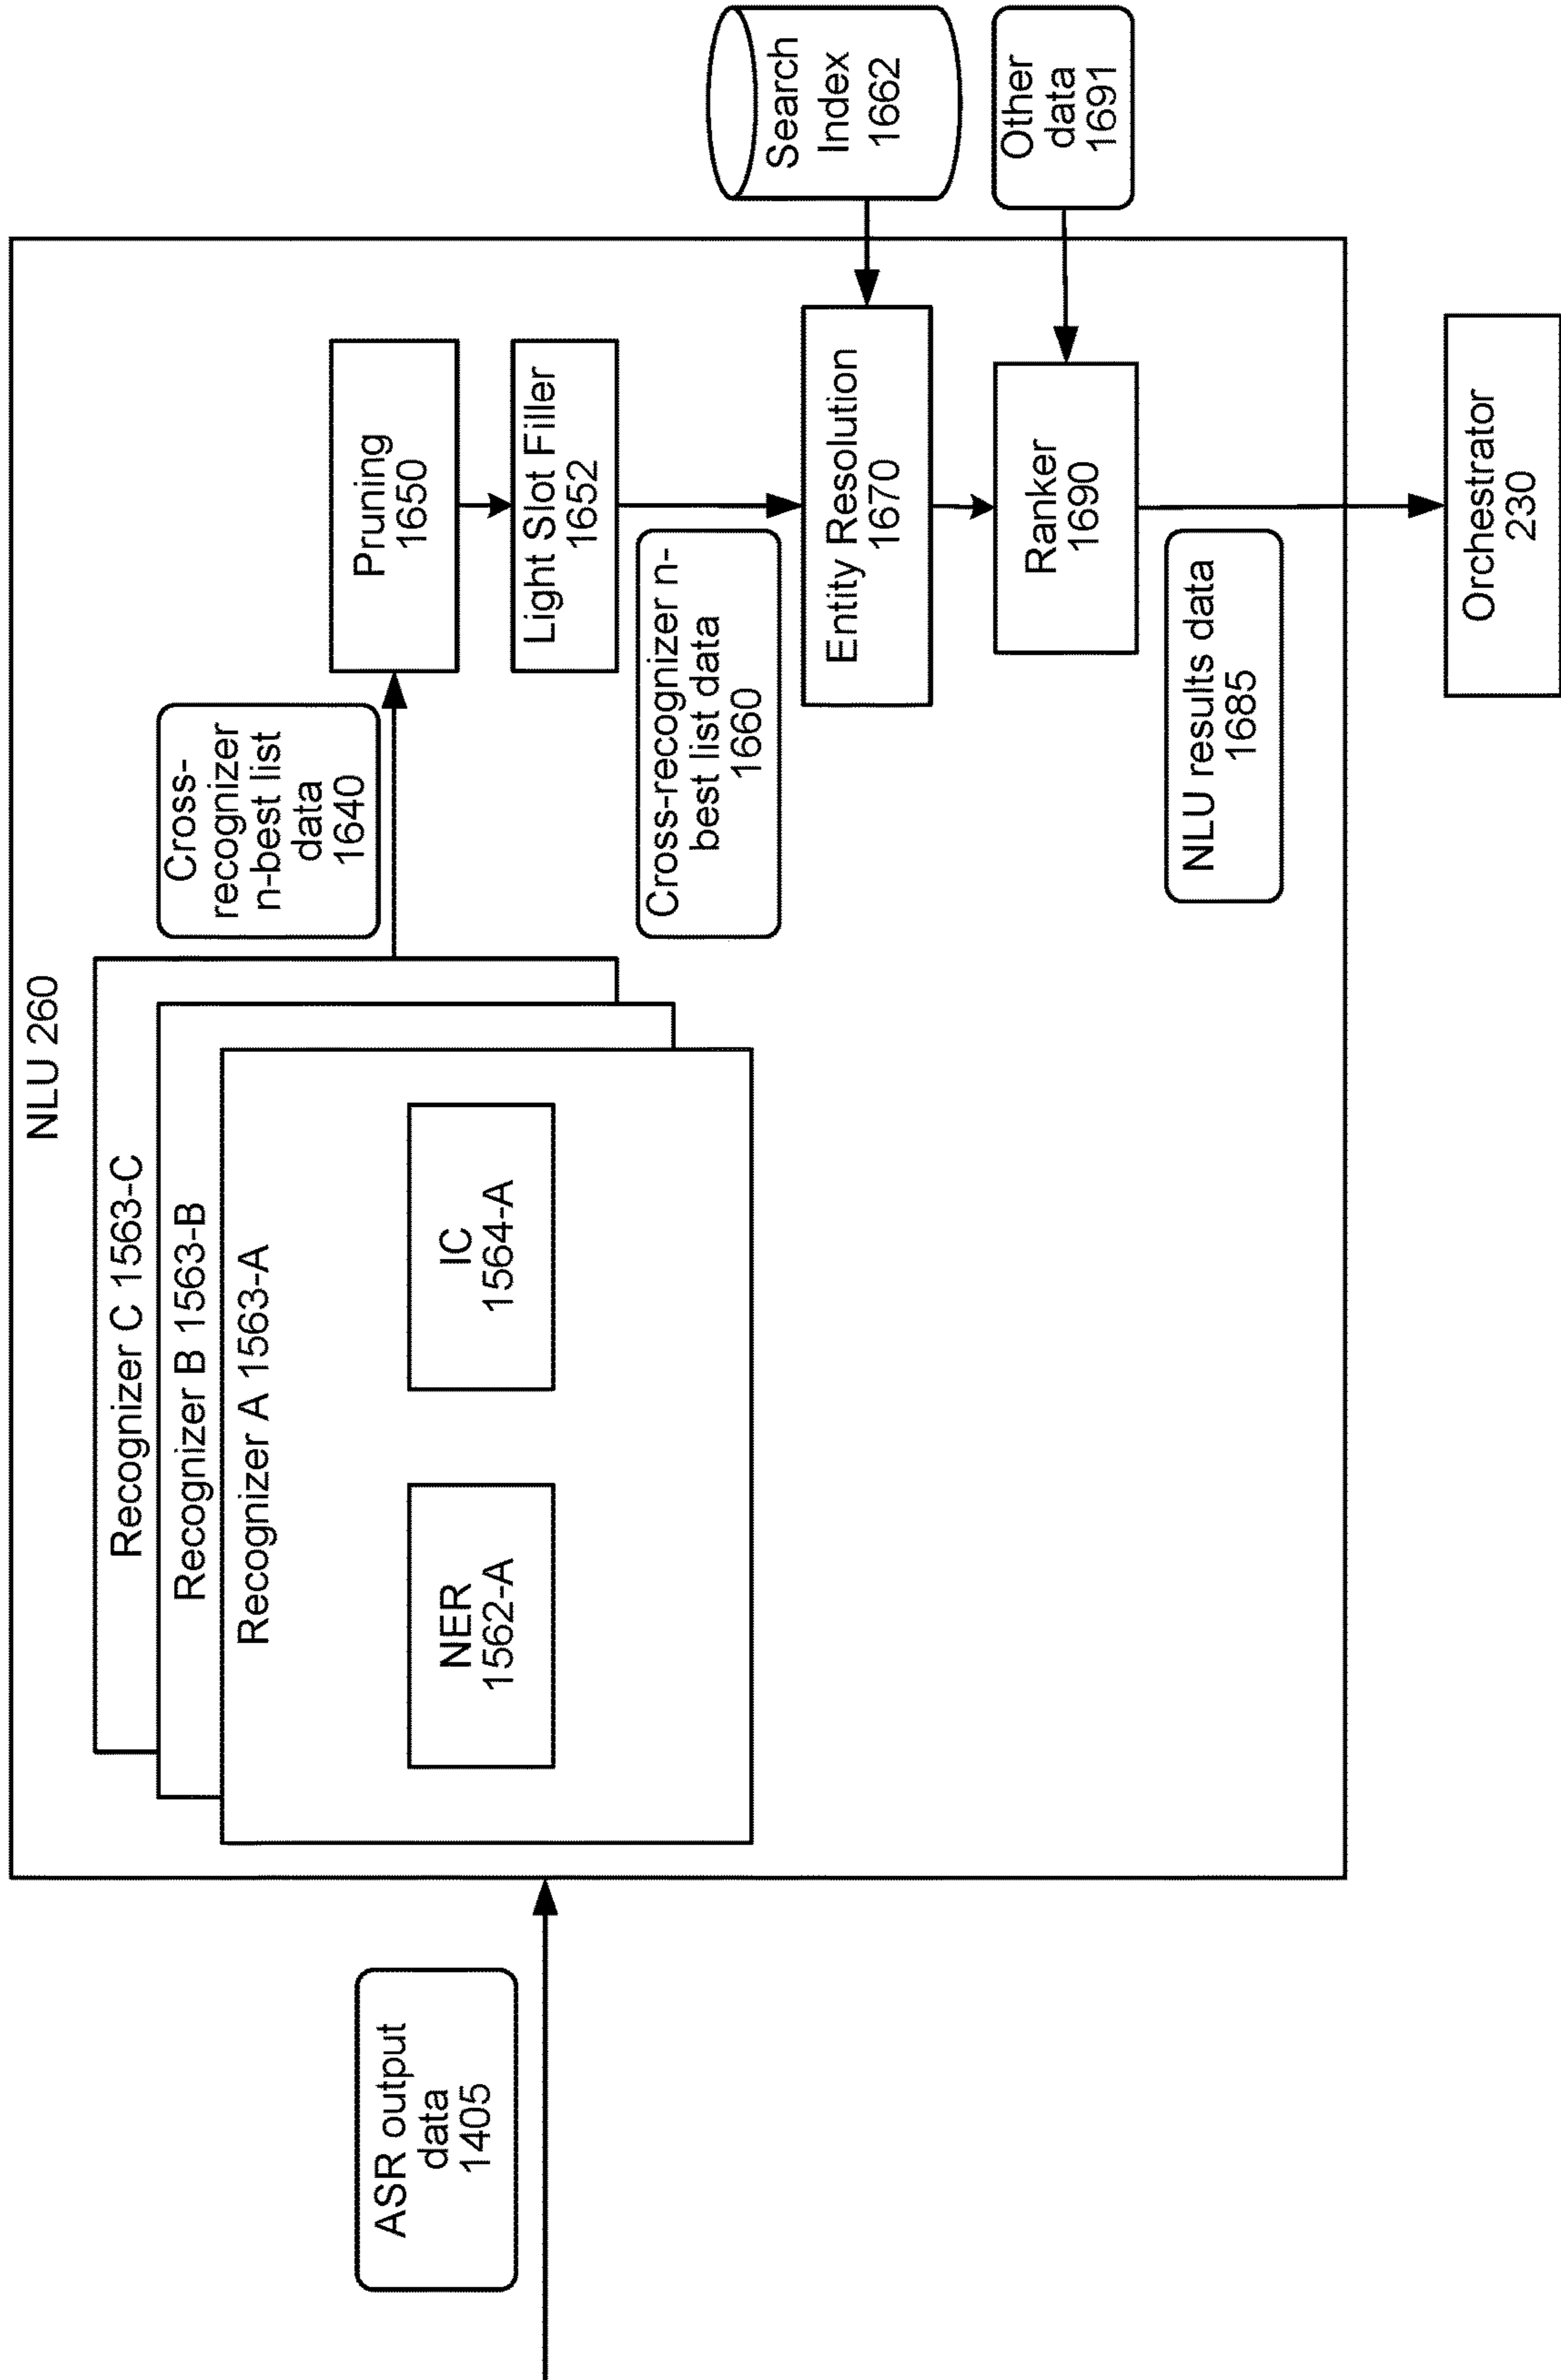 NLU 260
Recognizer C 1563-C
Recognizer B 1563-B
Recognizer A 1563-A
NER
1562-A
IC
1564-A
ASR output
data
1405
Cross-
recognizer
n-best list
data
1640
Pruning
1650
Light Slot Filler
1652
Cross-recognizer n-
best list data
1660
Entity Resolution
1670
Search
Index
1662
Ranker
1690
Other
data
1691
NLU results data
1685
Orchestrator
230